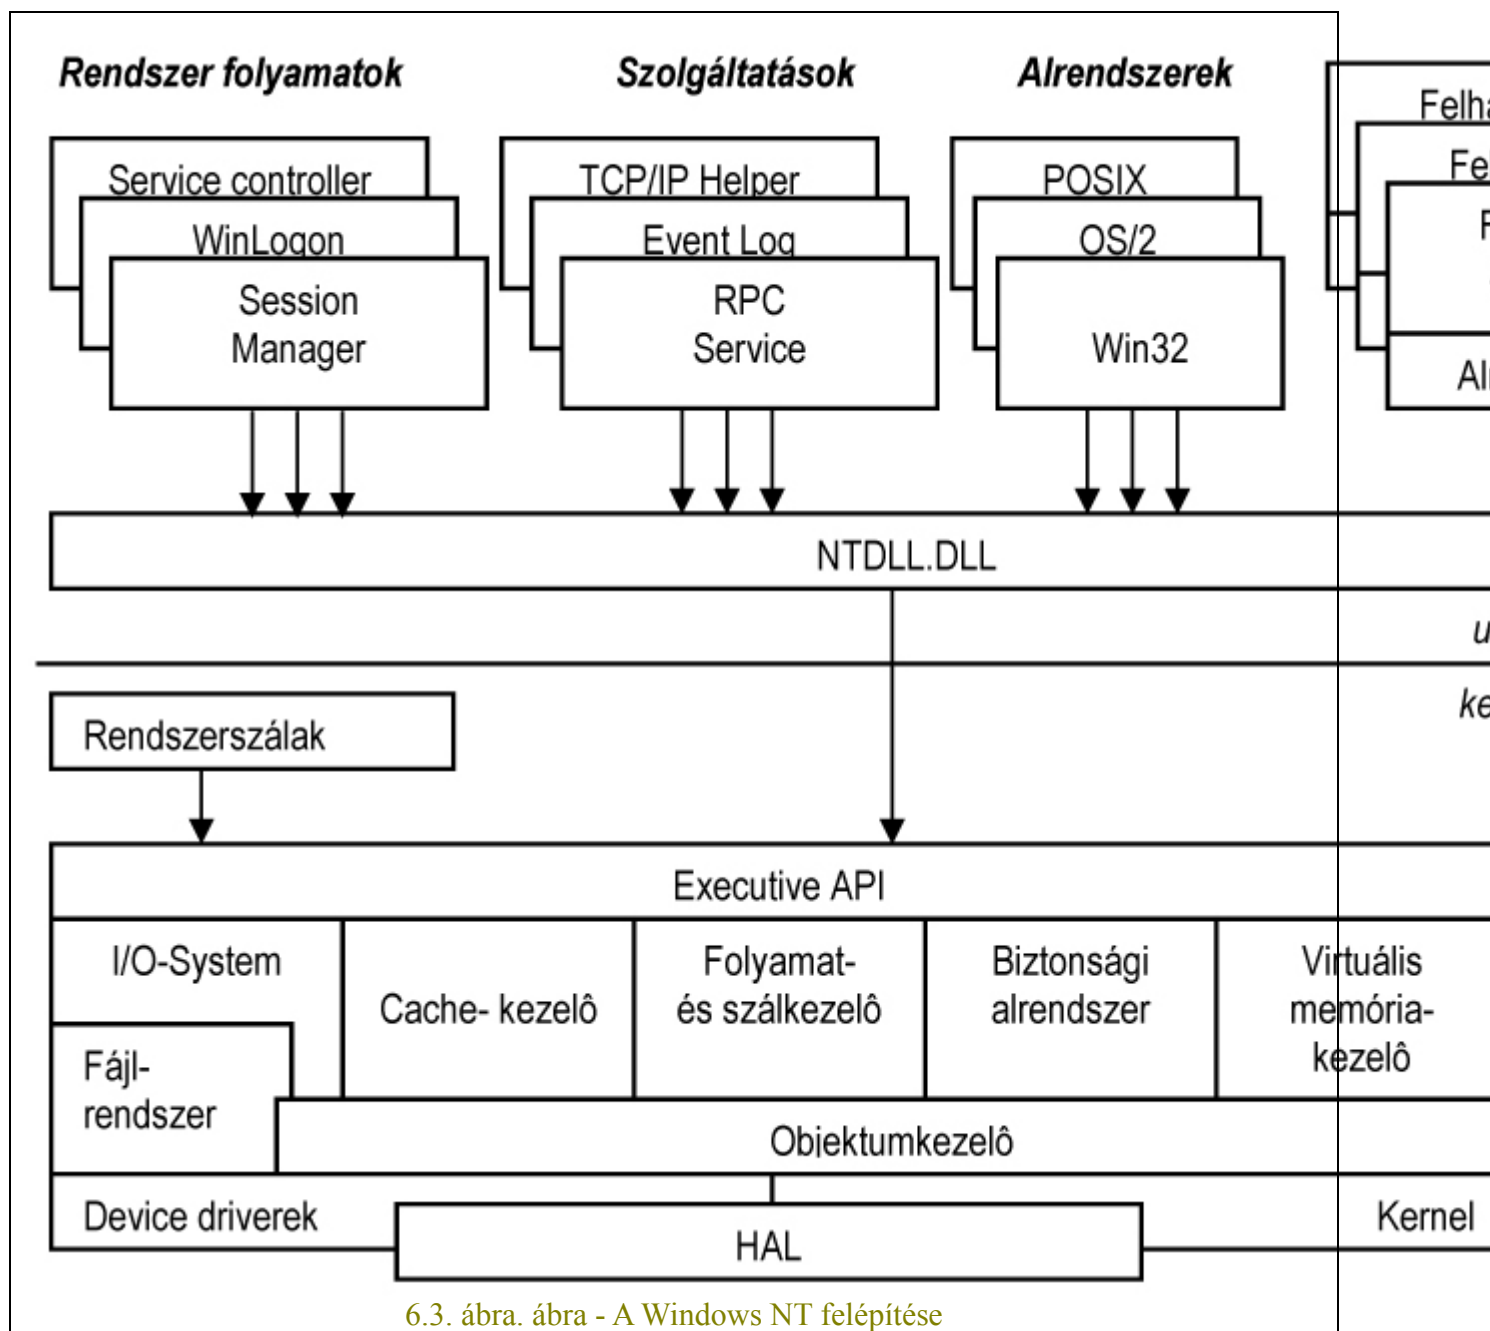 Rendszer folyamatok
Szolgáltatások
Alrendszerek
Service controller
WinLogon
Session
Manager
TCP/IP Helper
Event Log
RPC
Service
POSIX
OS/2
Win32
NTDLL.DLL
Rendszerszálak
Executive API
I/O-System
Fájl-
rendszer
Cache- kezelô
Folyamat-
és szálkezelô
Biztonsági
alrendszer
Virtuális
memória-
kezelô
Objektumkezelô
Device driverek
Kernel
HAL
6.3. ábra. ábra - A Windows NT felépítése